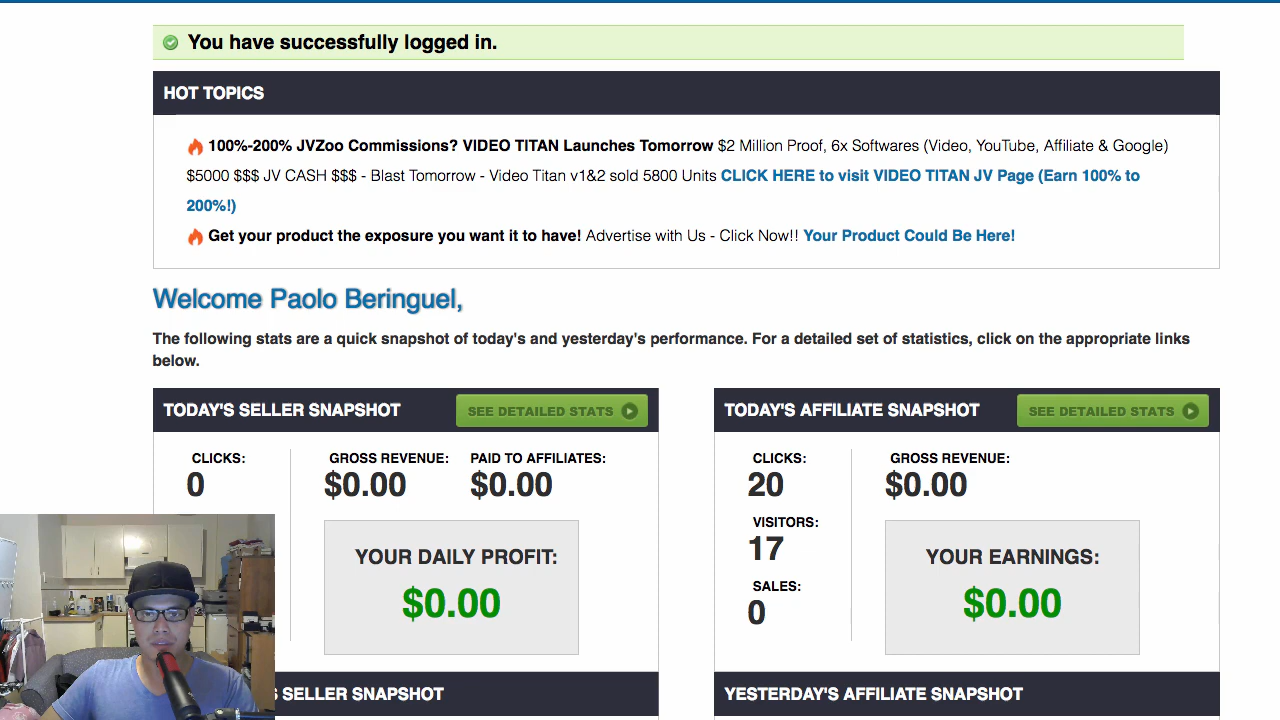 You have successfully logged in.
HOT TOPICS
100%-200% JVZoo Commissions? VIDEO TITAN Launches Tomorrow $2 Million Proof, 6x Softwares (Video, YouTube, Affiliate & Google)
$5000 $$$ JV CASH $$$ - Blast Tomorrow - Video Titan v1&2 sold 5800 Units CLICK HERE to visit VIDEO TITAN JV Page (Earn 100% to
200%!)
Get your product the exposure you want it to have! Advertise with Us - Click Now!! Your Product Could Be Here!
Welcome Paolo Beringuel,
The following stats are a quick snapshot of today's and yesterday's performance. For a detailed set of statistics, click on the appropriate links
below.
TODAY'S SELLER SNAPSHOT
SEE DETAILED STATS
CLICKS:
0
GROSS REVENUE:
$0.00
PAID TO AFFILIATES:
$0.00
YOUR DAILY PROFIT:
$0.00
TODAY'S AFFILIATE SNAPSHOT
SEE DETAILED STATS
CLICKS:
20
GROSS REVENUE:
$0.00
VISITORS:
17
SALES:
0
YOUR EARNINGS:
$0.00
S SELLER SNAPSHOT
YESTERDAY'S AFFILIATE SNAPSHOT